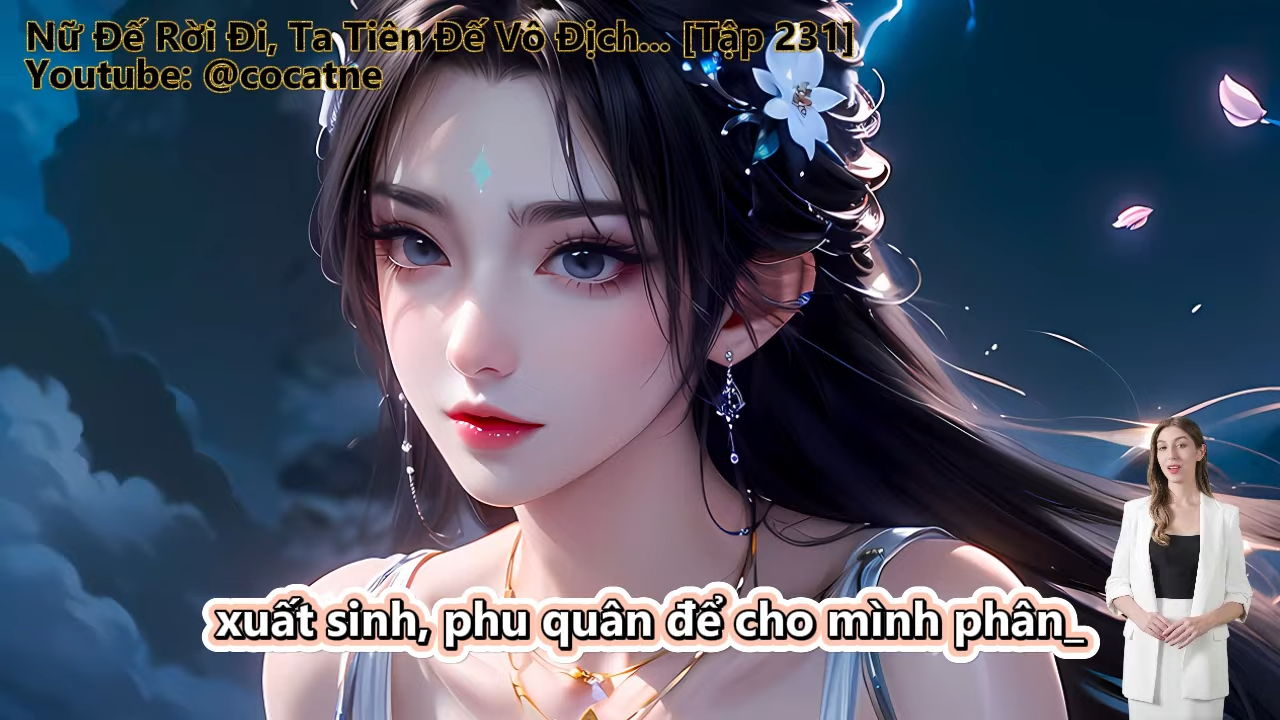 Nữ Đế Rời Đi, Ta Tiên Đế Vô Địch... [Tập 231]
Youtube: @cocatne
xuất sinh, phu quân để cho mình phân_